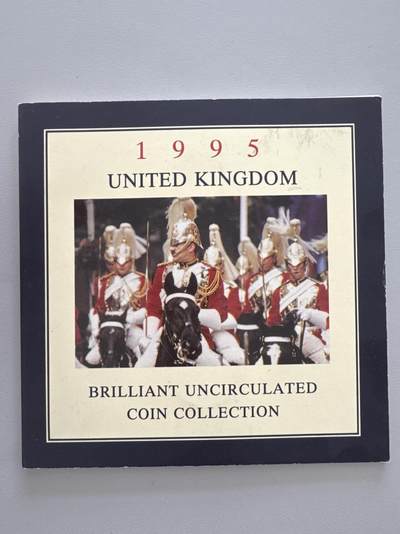 1995
UNITED KINGDOM
BRILLIANT UNCIRCULATED
COIN COLLECTION